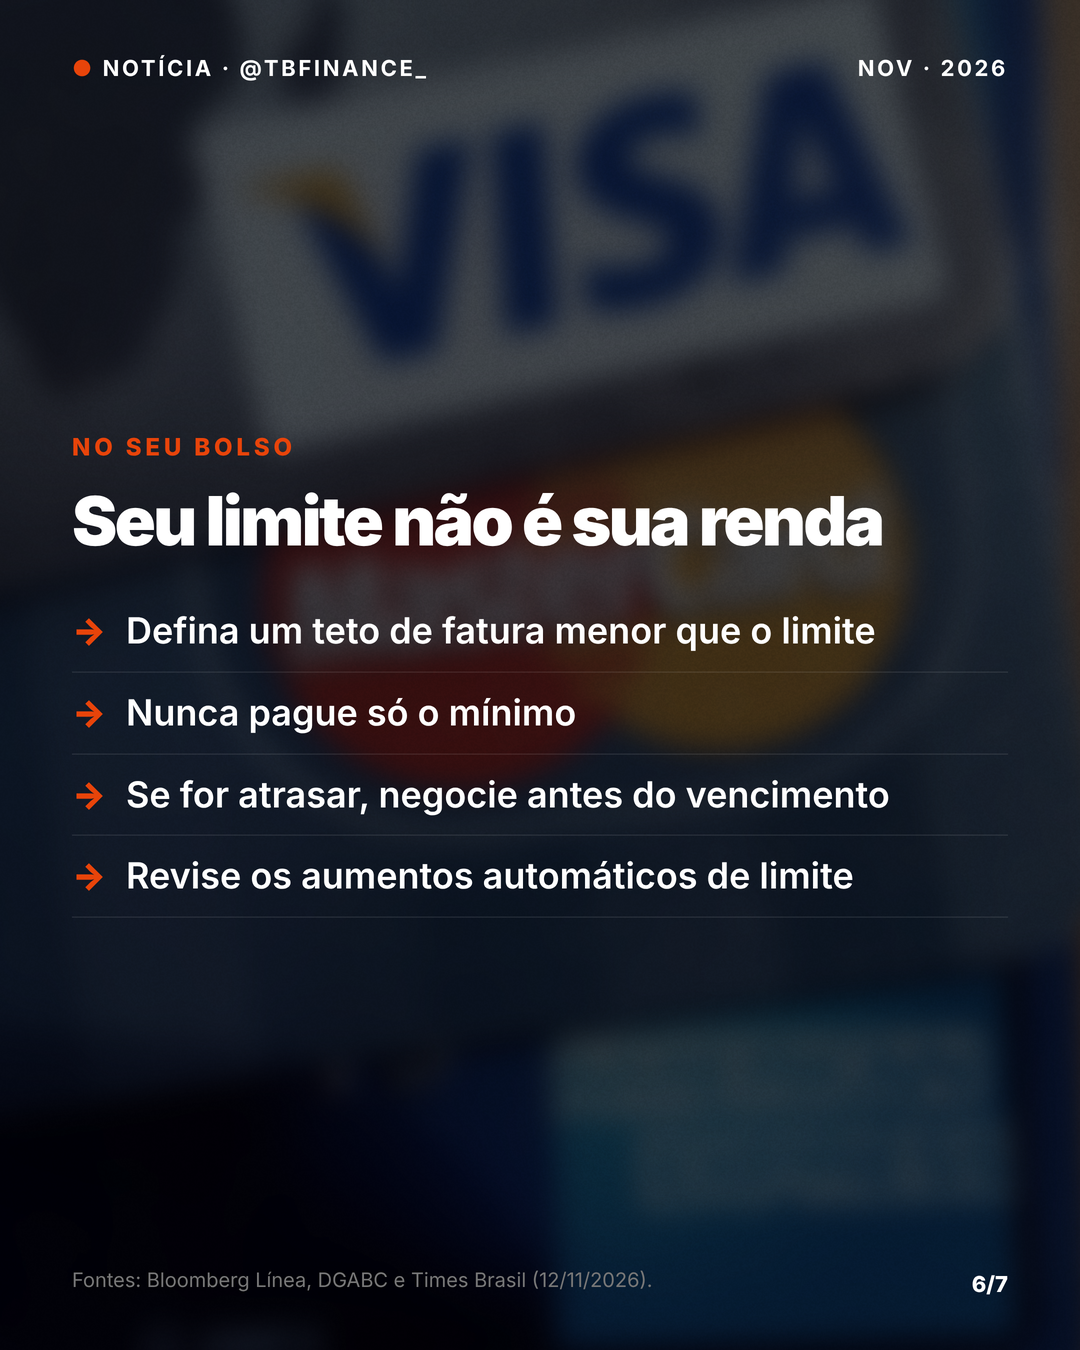 NOTÍCIA · @TBFINANCE_
NOV · 2026
VISA
MasterCard
NO SEU BOLSO
Seu limite não é sua renda
→ Defina um teto de fatura menor que o limite
→ Nunca pague só o mínimo
→ Se for atrasar, negocie antes do vencimento
→ Revise os aumentos automáticos de limite
Fontes: Bloomberg Línea, DGABC e Times Brasil (12/11/2026).
6/7